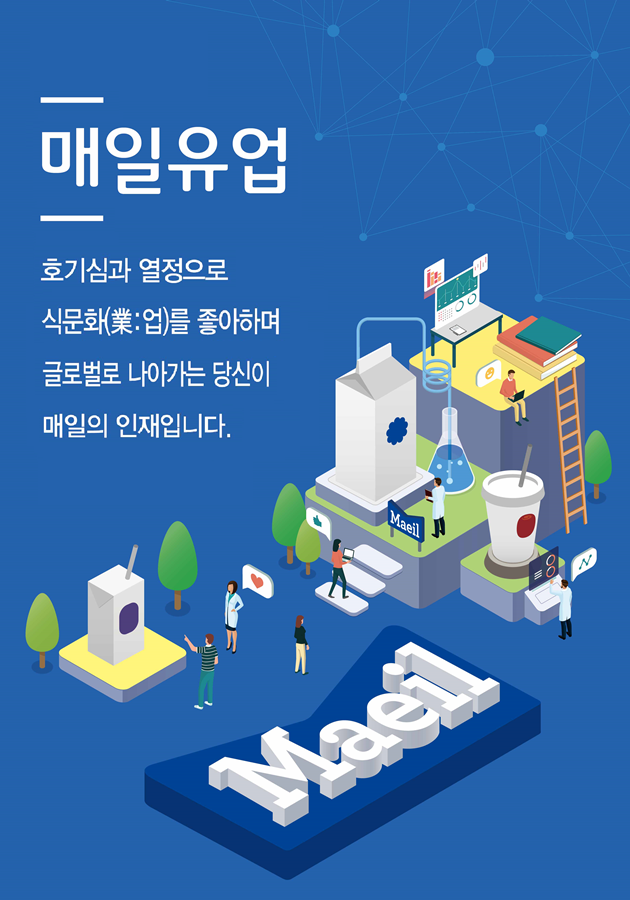 매일유업
호기심과 열정으로
식문화(業:업)를 좋아하며
글로벌로 나아가는 당신이
매일의 인재입니다.
Maeil
Maeil